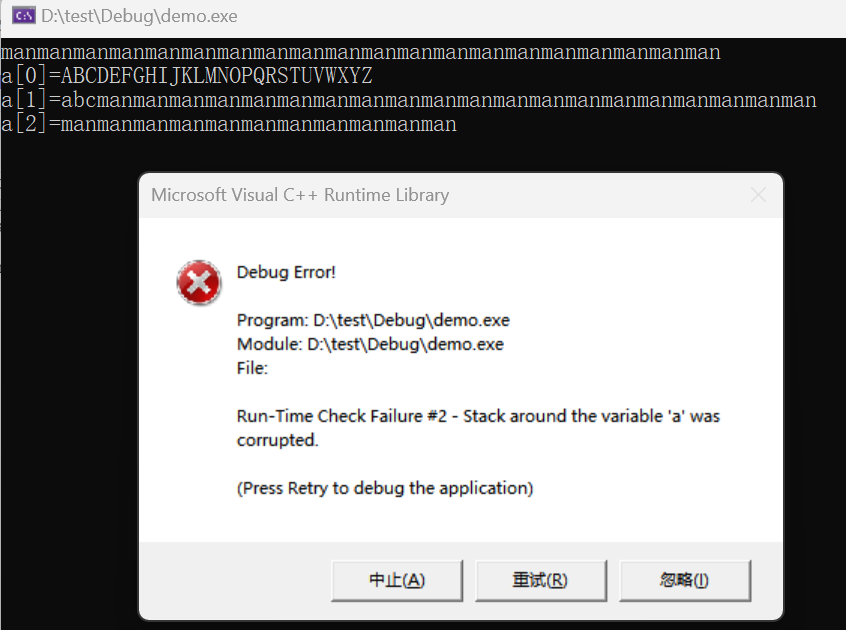 D:\test\Debug\demo.exe
manmanmanmanmanmanmanmanmanmanmanmanmanmanmanmanmanmanmanman
a[0]=ABCDEFGHIJKLMNOPQRSTUVWXYZ
a[1]=abcmanmanmanmanmanmanmanmanmanmanmanmanmanmanmanmanmanmanmanman
a[2]=manmanmanmanmanmanmanmanmanmanman
Microsoft Visual C++ Runtime Library
Debug Error!
Program: D:\test\Debug\demo.exe
Module: D:\test\Debug\demo.exe
File:
Run-Time Check Failure #2 - Stack around the variable 'a' was
corrupted.
(Press Retry to debug the application)
中止(A) 重试(R) 忽略(I)